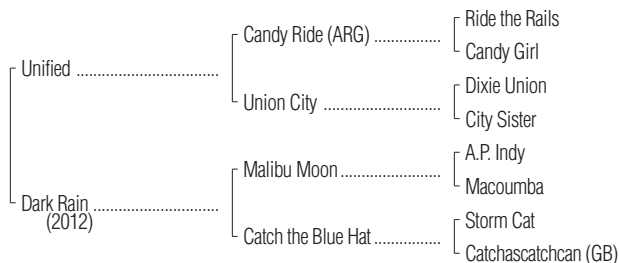 Ride the Rails
Candy Ride (ARG) ..................
Candy Girl
Unified ................................
Dixie Union
Union City ..........................
City Sister
A.P. Indy
Malibu Moon ......................
Macoumba
Dark Rain ............................
(2012)
Storm Cat
Catch the Blue Hat ...............
Catchascatchcan (GB)